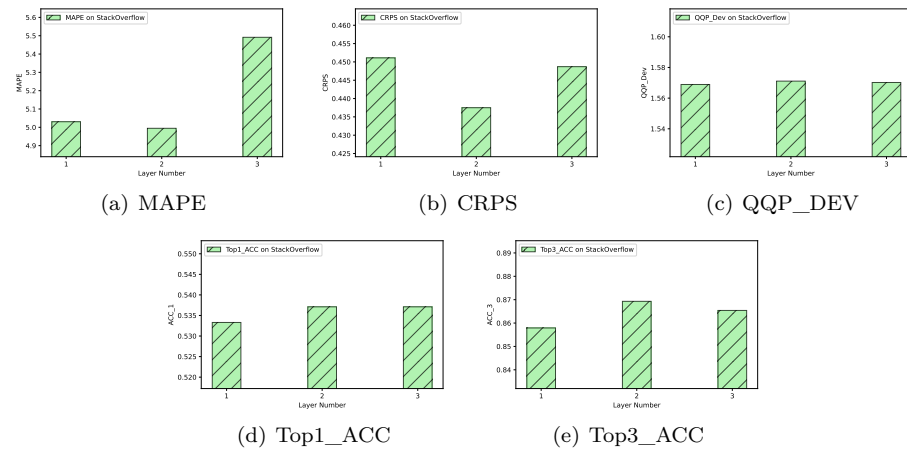 MAPE on StackOverflow
MAPE
5.6
5.5
5.4
5.3
5.2
5.1
5.0
4.9
1 2 3
Layer Number
(a) MAPE
CRPS on StackOverflow
CRPS
0.460
0.455
0.450
0.445
0.440
0.435
0.430
0.425
1 2 3
Layer Number
(b) CRPS
QQP_Dev on StackOverflow
QQP_Dev
1.60
1.58
1.56
1.54
1 2 3
Layer Number
(c) QQP_DEV
Top1_ACC on StackOverflow
ACC_1
0.550
0.545
0.540
0.535
0.530
0.525
0.520
1 2 3
Layer Number
(d) Top1_ACC
Top3_ACC on StackOverflow
ACC_3
0.89
0.88
0.87
0.86
0.85
0.84
1 2 3
Layer Number
(e) Top3_ACC